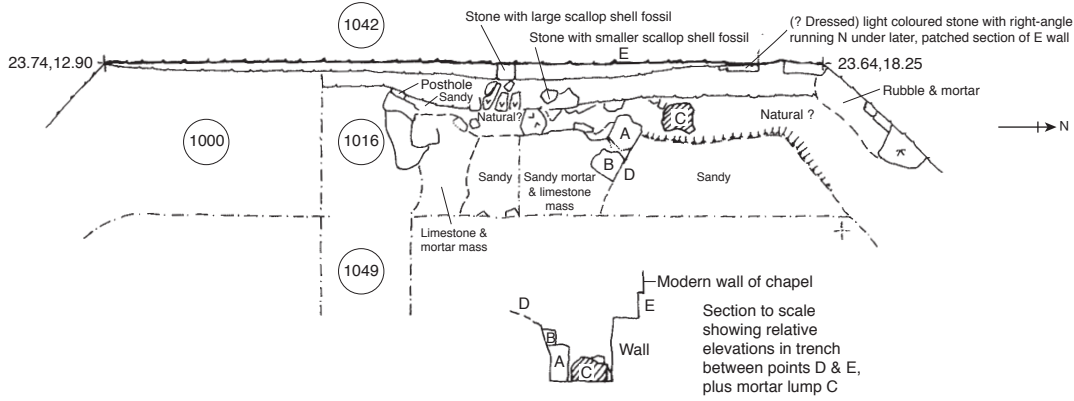 1042
Stone with large scallop shell fossil
Stone with smaller scallop shell fossil
(? Dressed) light coloured stone with right-angle
running N under later, patched section of E wall
E
23.74,12.90
23.64,18.25
Posthole
Sandy
Rubble & mortar
Natural?
C
Natural ?
N
1000
1016
A
B
D
Sandy
Sandy mortar
& limestone
mass
Sandy
Limestone &
mortar mass
1049
Modern wall of chapel
D
E
B
Wall
A
C
Section to scale
showing relative
elevations in trench
between points D & E,
plus mortar lump C